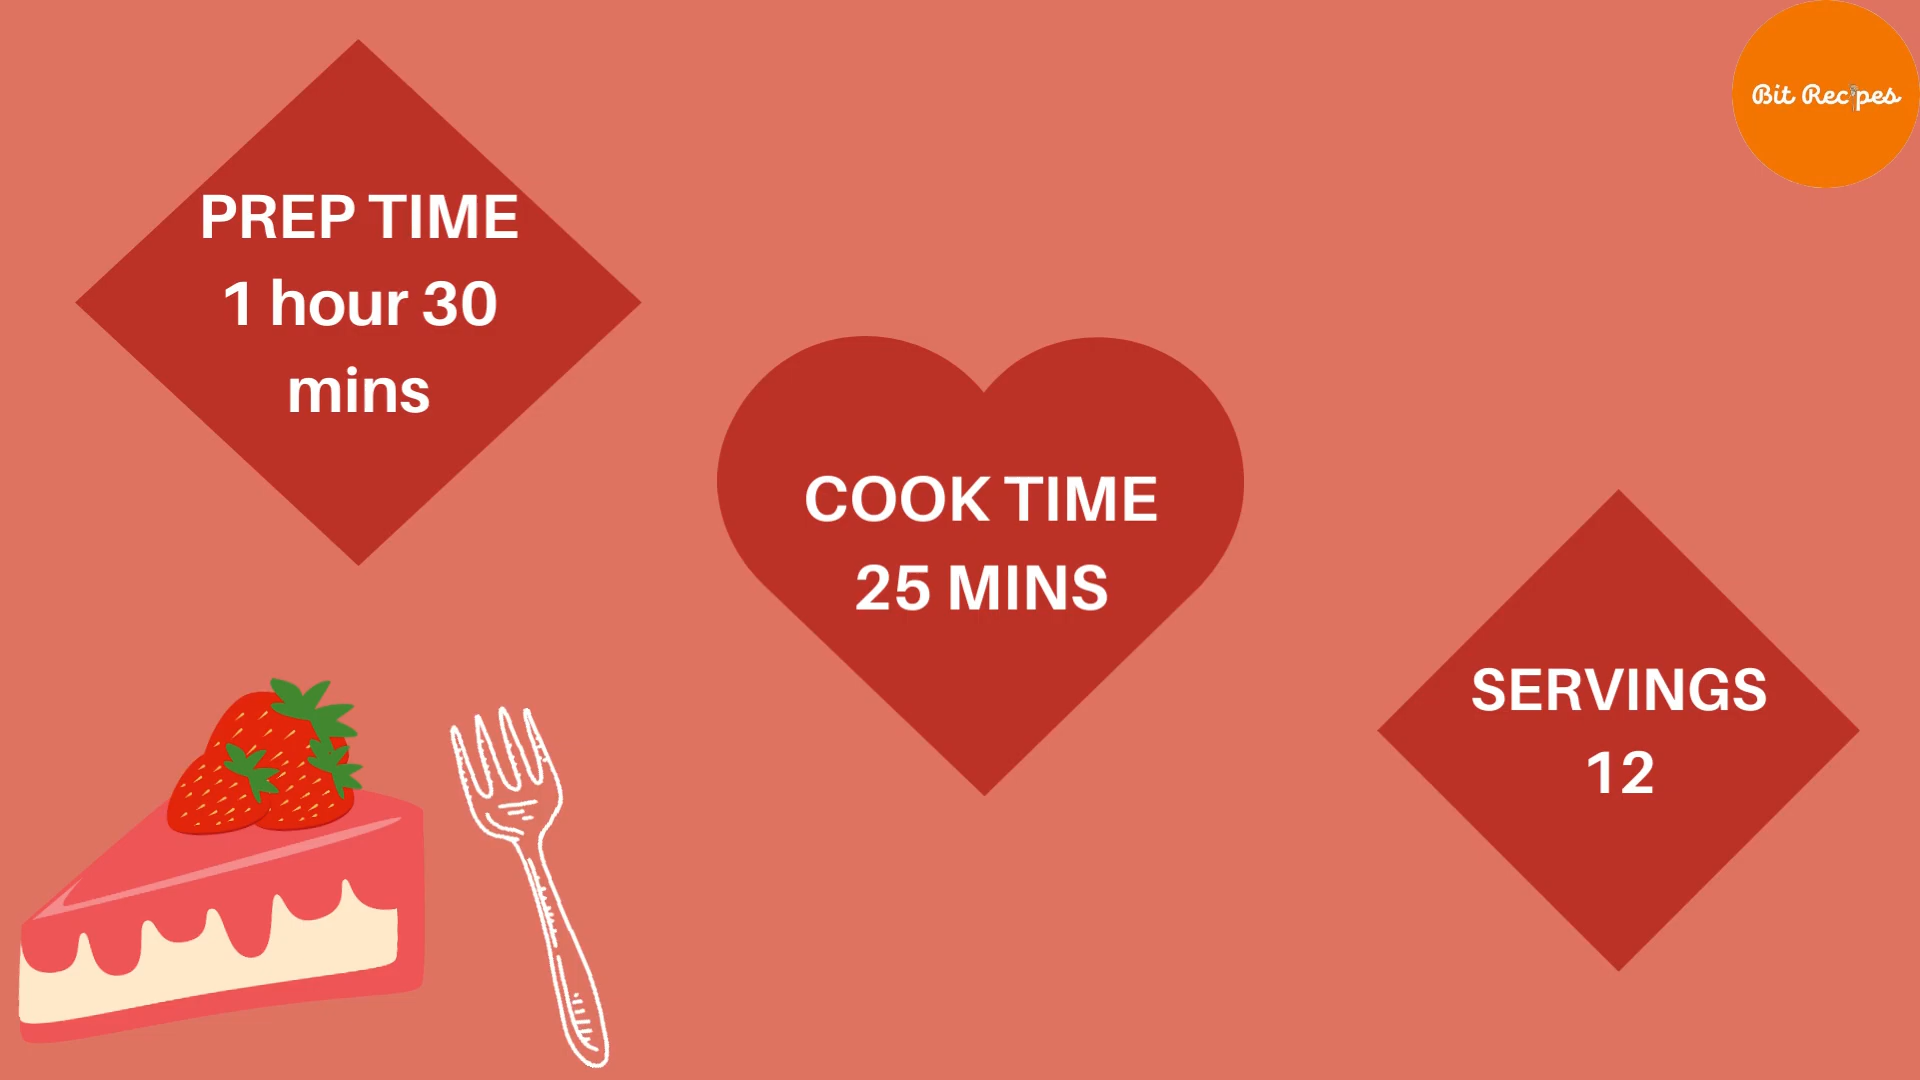 Bit Recipes
PREP TIME
1 hour 30
mins
COOK TIME
25 MINS
SERVINGS
12